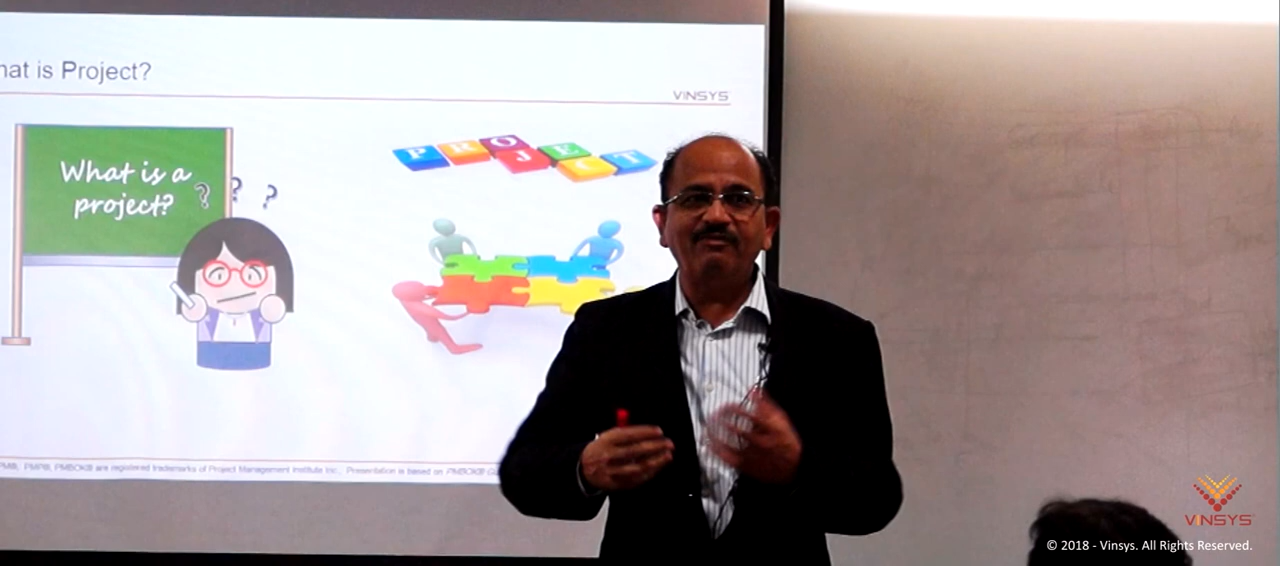 hat is Project?
VINSYS
What is a
project?
? ? ?
PROJECT
PMI®, PMP®, PMBOK® are registered trademarks of Project Management Institute Inc., Presentation is based on PMBOK®
VINSYS
© 2018 - Vinsys. All Rights Reserved.